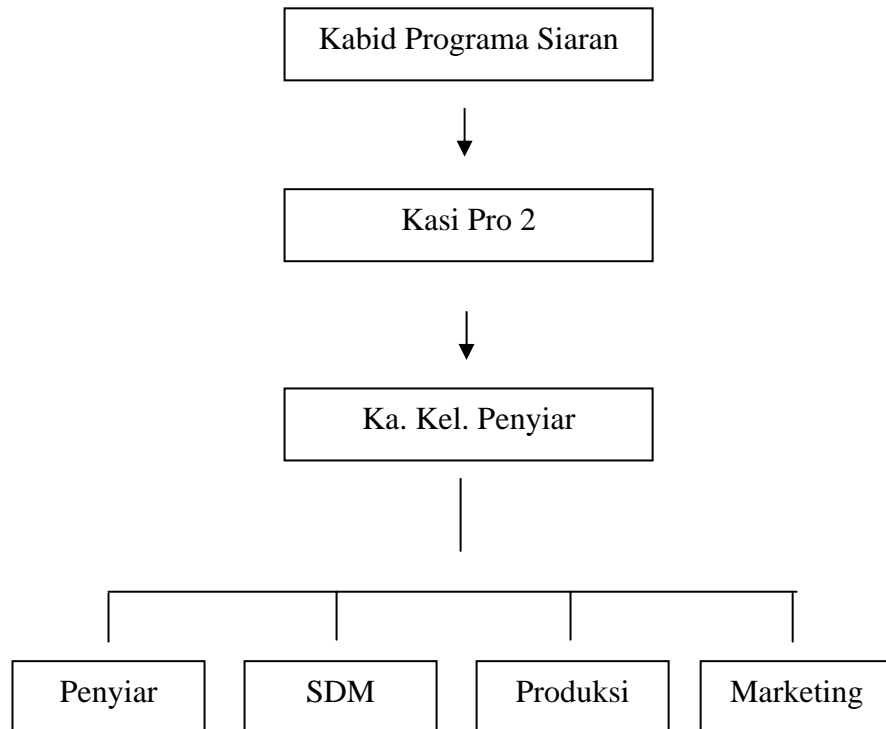 Kabid Programa Siaran
Kasi Pro 2
Ka. Kel. Penyiar
Penyiar
SDM
Produksi
Marketing